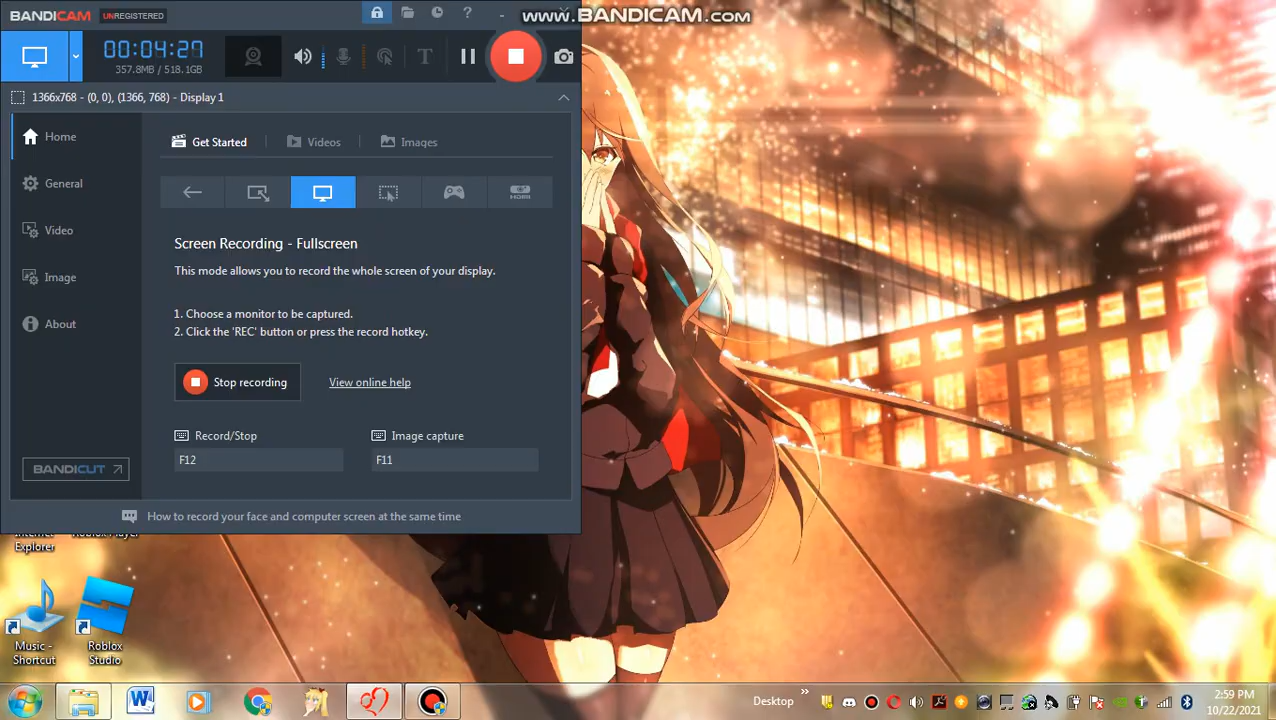 BANDICAM UNREGISTERED
www.BANDICAM.com
00:04:27
357.8MB / 518.1GB
1366x768 - (0, 0), (1366, 768) - Display 1
Home
General
Video
Image
About
BANDICUT
Get Started
Videos
Images
HDMI
Screen Recording - Fullscreen
This mode allows you to record the whole screen of your display.
1. Choose a monitor to be captured.
2. Click the 'REC' button or press the record hotkey.
Stop recording
View online help
Record/Stop
Image capture
F12
F11
How to record your face and computer screen at the same time
Explorer
Music -
Shortcut
Roblox
Studio
Desktop
2:59 PM
10/22/2021